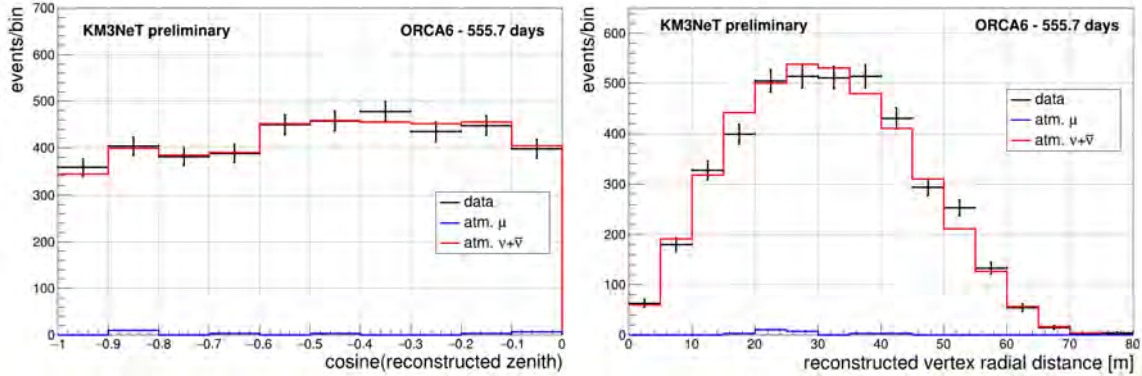 KM3NeT preliminary
ORCA6 - 555.7 days
events/bin
700
600
500
400
300
200
100
0
data
atm. μ
atm. ν+ν̄
−1 −0.9 −0.8 −0.7 −0.6 −0.5 −0.4 −0.3 −0.2 −0.1 0
cosine(reconstructed zenith)
KM3NeT preliminary
ORCA6 - 555.7 days
events/bin
600
500
400
300
200
100
0
data
atm. μ
atm. ν+ν̄
0 10 20 30 40 50 60 70 80
reconstructed vertex radial distance [m]